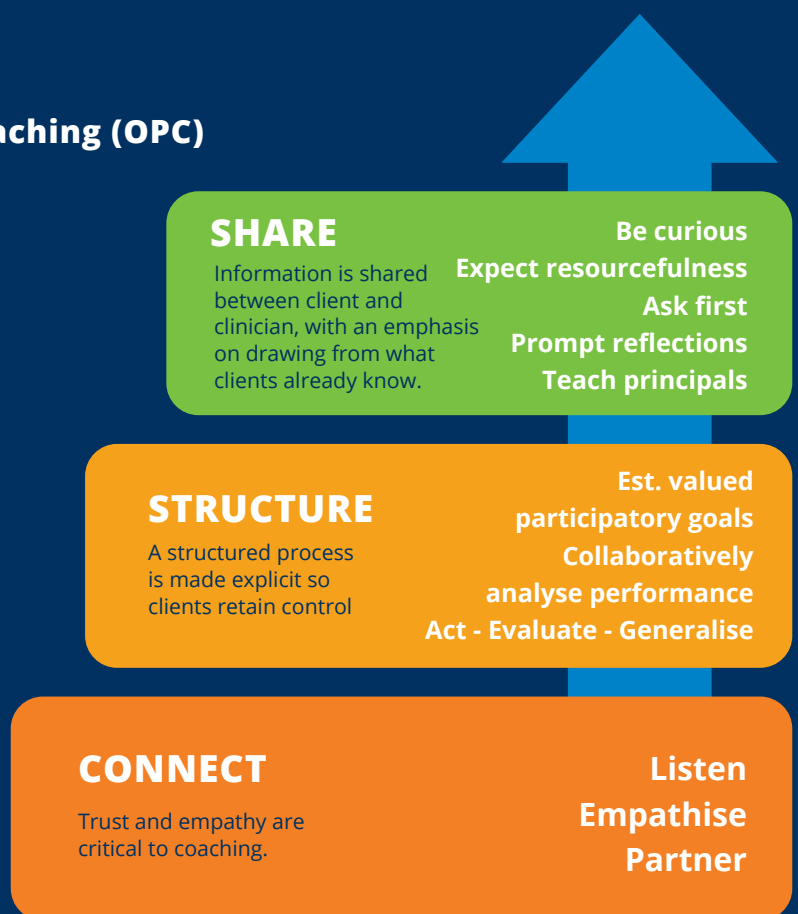 aching (OPC)
SHARE
Information is shared
between client and
clinician, with an emphasis
on drawing from what
clients already know.
Be curious
Expect resourcefulness
Ask first
Prompt reflections
Teach principals
STRUCTURE
A structured process
is made explicit so
clients retain control
Est. valued
participatory goals
Collaboratively
analyse performance
Act - Evaluate - Generalise
CONNECT
Trust and empathy are
critical to coaching.
Listen
Empathise
Partner